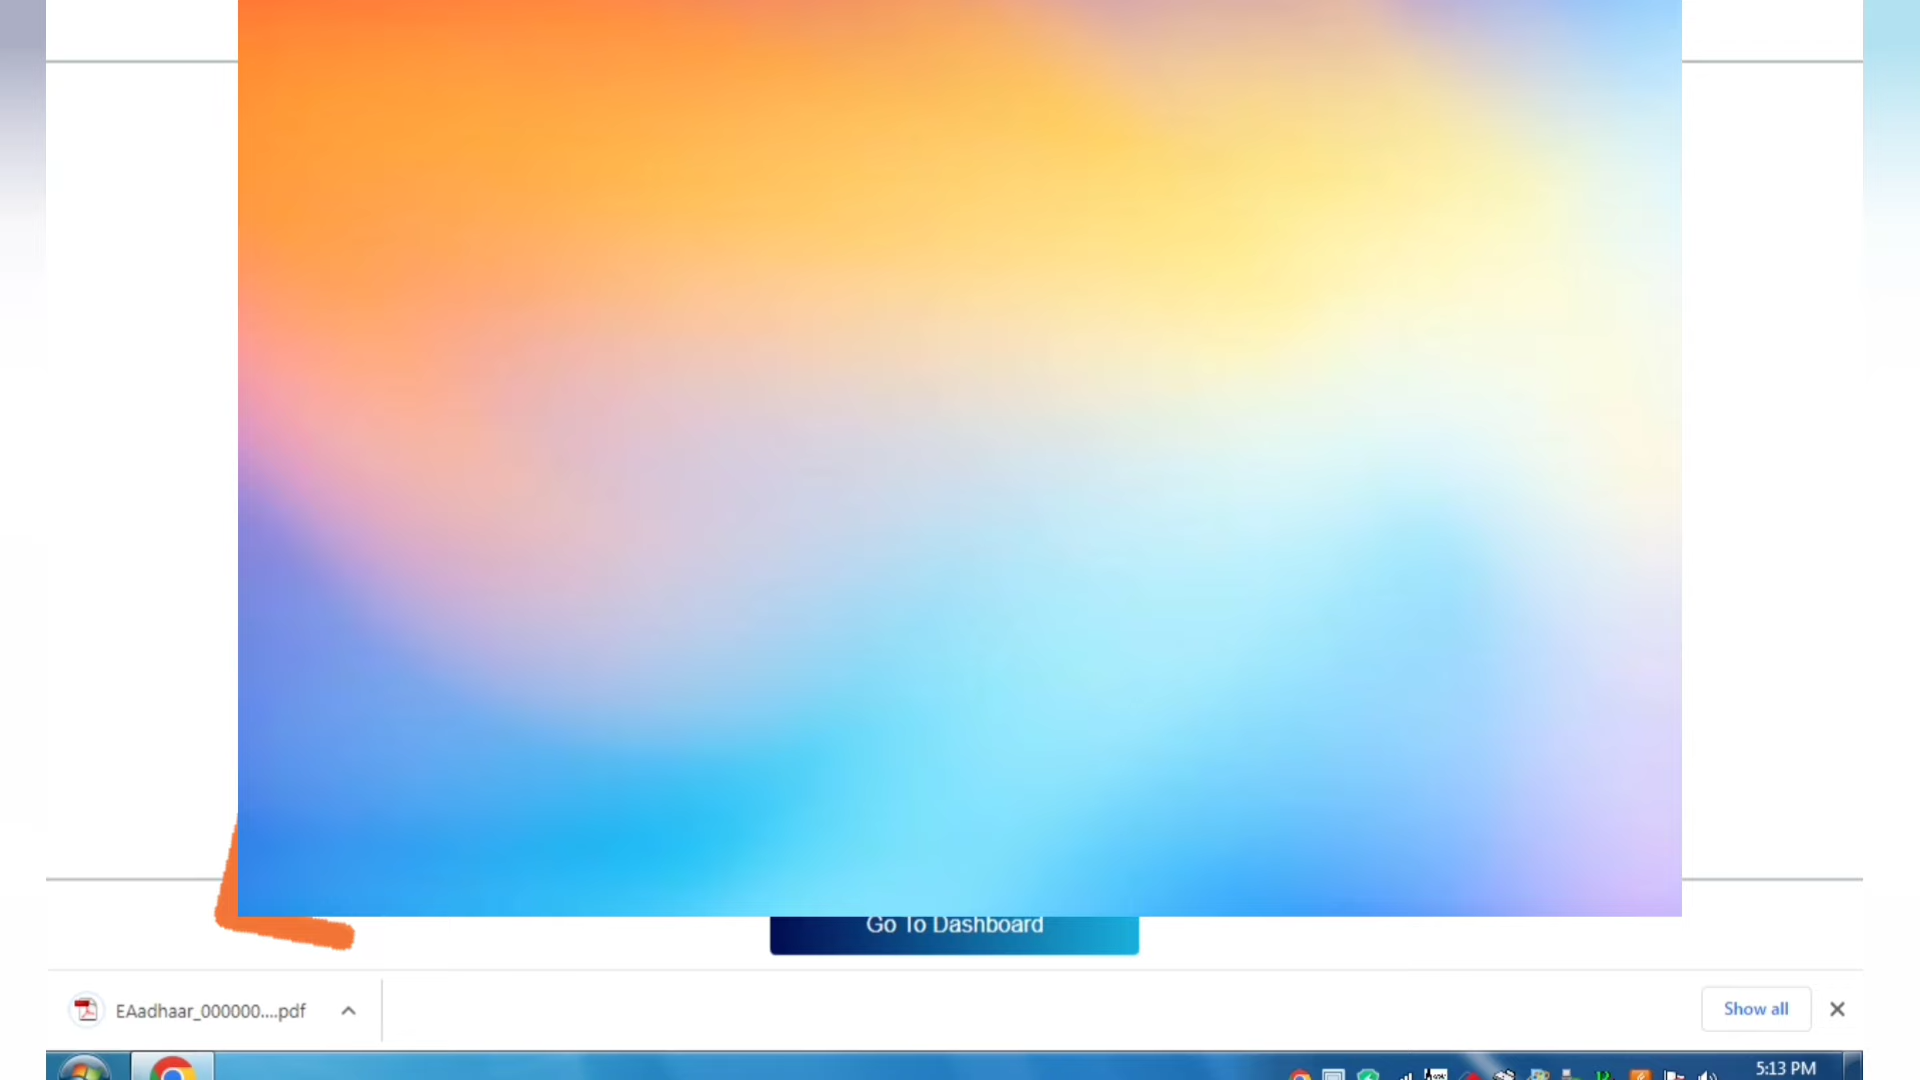 Go To Dashboard
EAadhaar_000000....pdf
Show all
5:13 PM